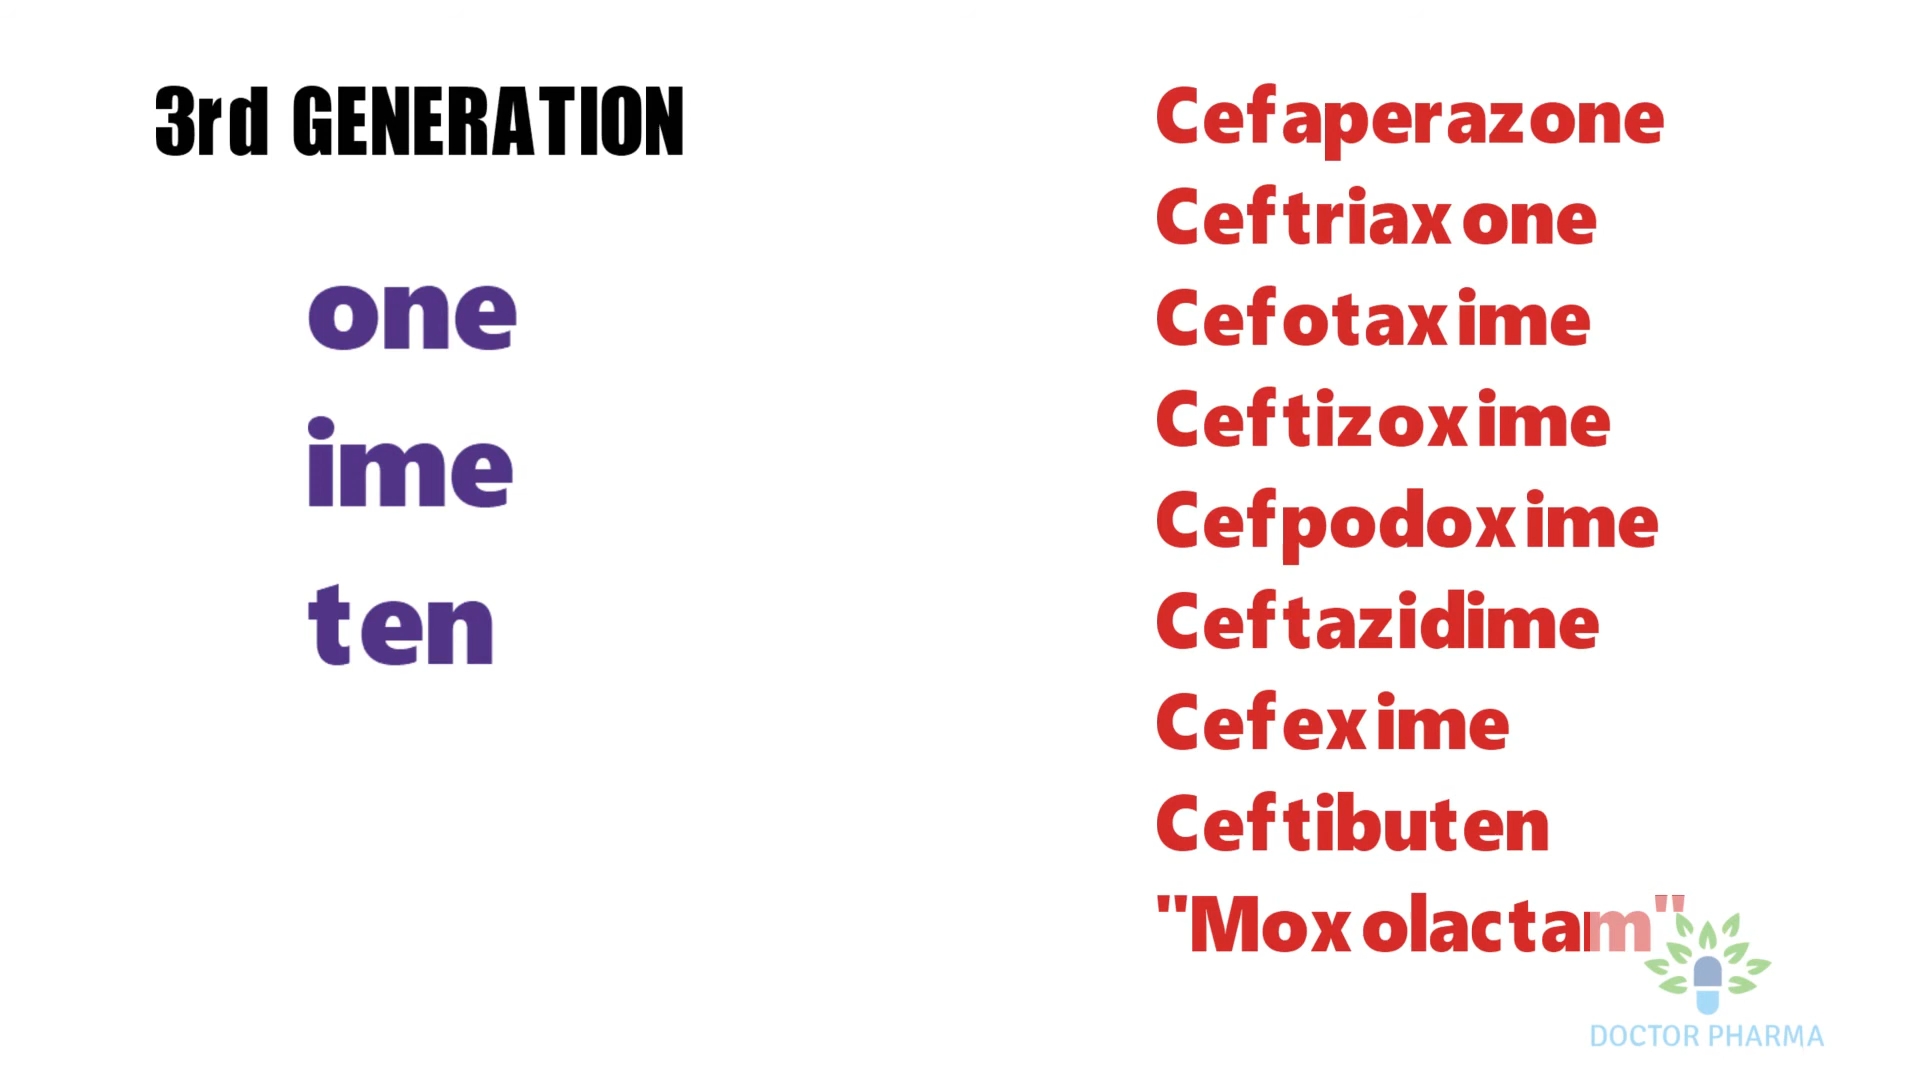 3rd GENERATION
one
ime
ten
Cefaperazone
Ceftriaxone
Cefotaxime
Ceftizoxime
Cefpodoxime
Ceftazidime
Cefexime
Ceftibuten
"Moxolactam"
DOCTOR PHARMA